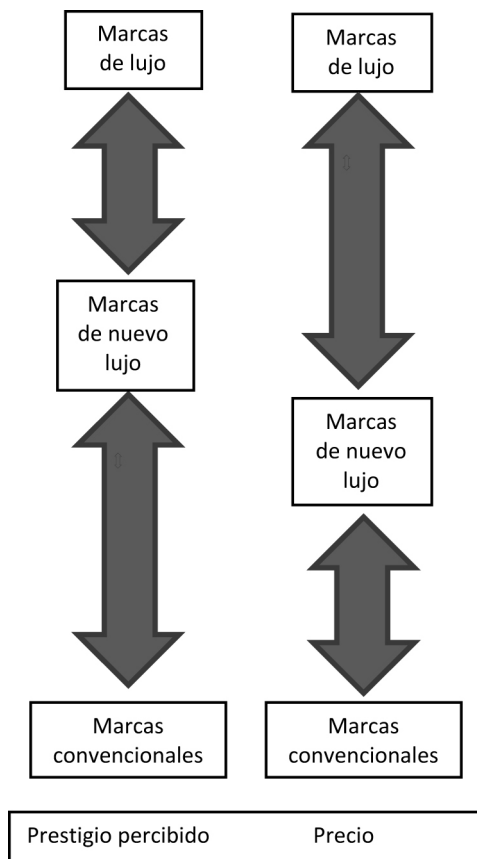 Marcas
de lujo
Marcas
de lujo
Marcas
de nuevo
lujo
Marcas
de nuevo
lujo
Marcas
convencionales
Marcas
convencionales
Prestigio percibido
Precio